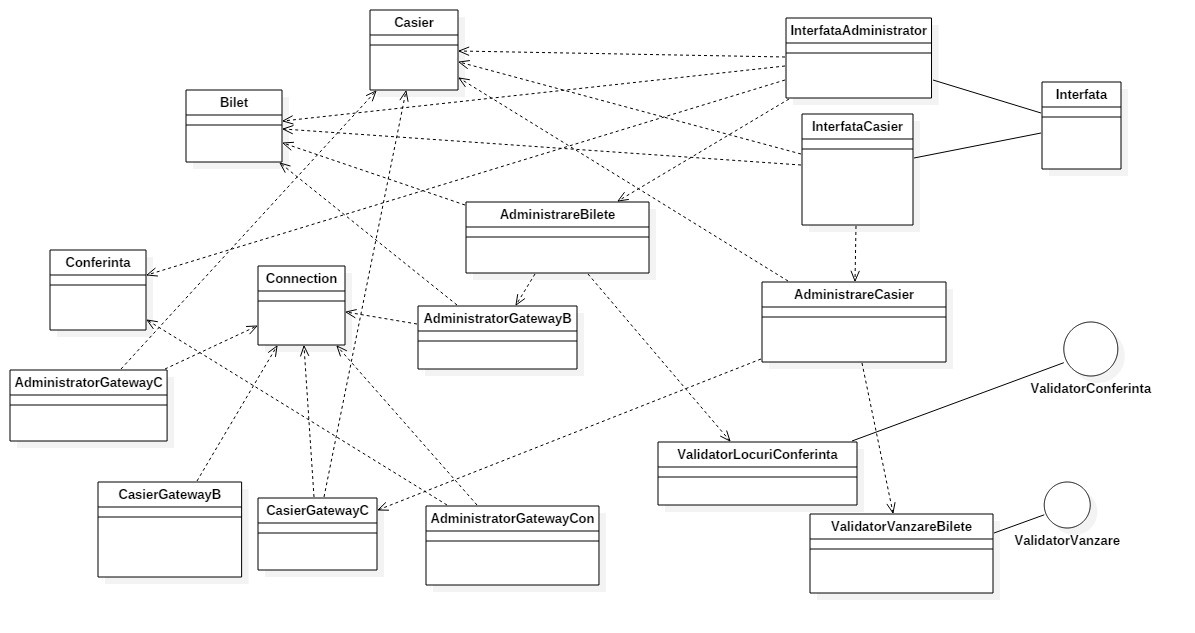 Casier
InterfataAdministrator
Interfata
Bilet
InterfataCasier
AdministrareBilete
Conferinta
Connection
AdministrareCasier
AdministratorGatewayB
ValidatorConferinta
AdministratorGatewayC
ValidatorLocuriConferinta
CasierGatewayB
CasierGatewayC
AdministratorGatewayCon
ValidatorVanzareBilete
ValidatorVanzare